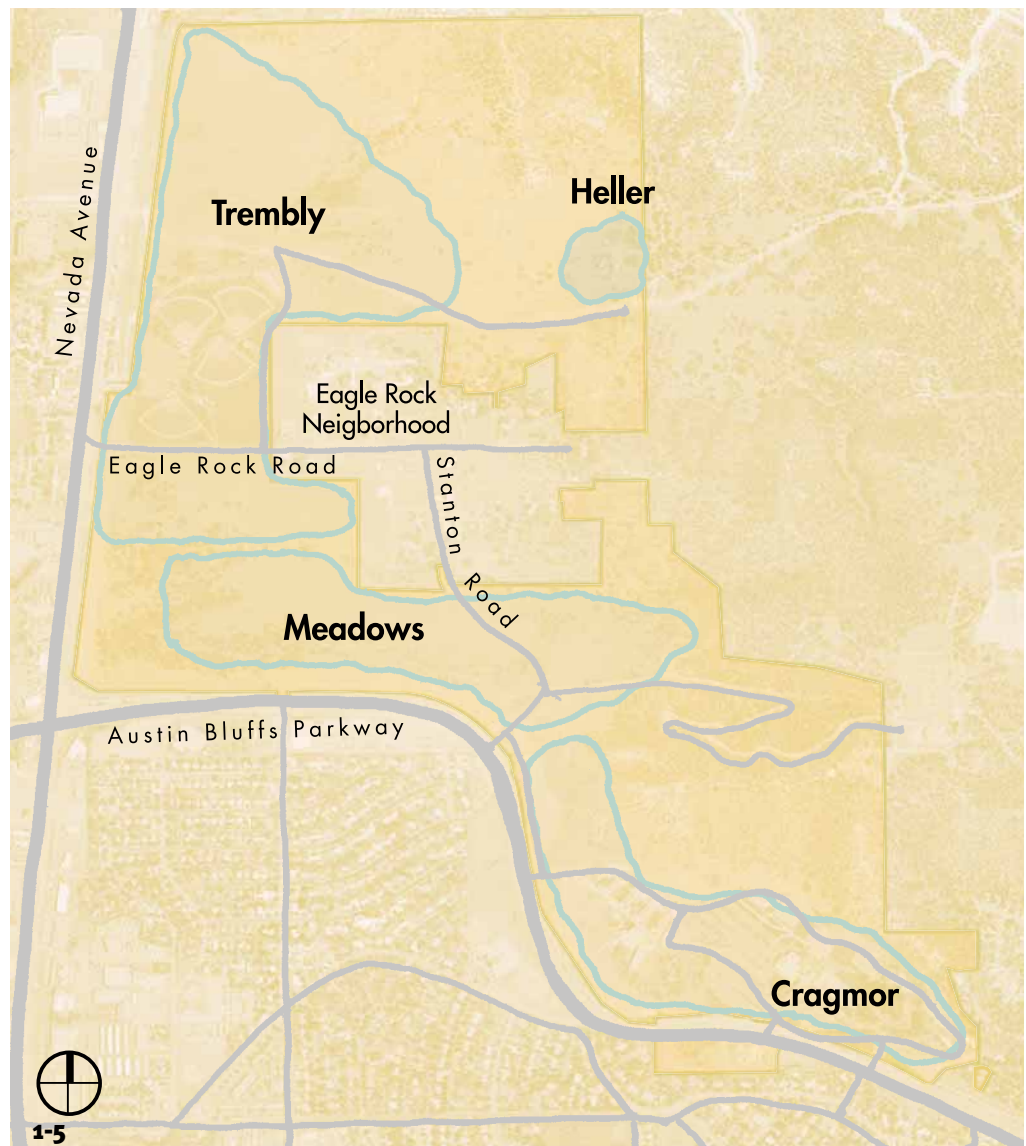 Heller
Trembly
Nevada Avenue
Eagle Rock
Neigborhood
Eagle Rock Road
Stanton Road
Meadows
Austin Bluffs Parkway
Cragmor
1-5